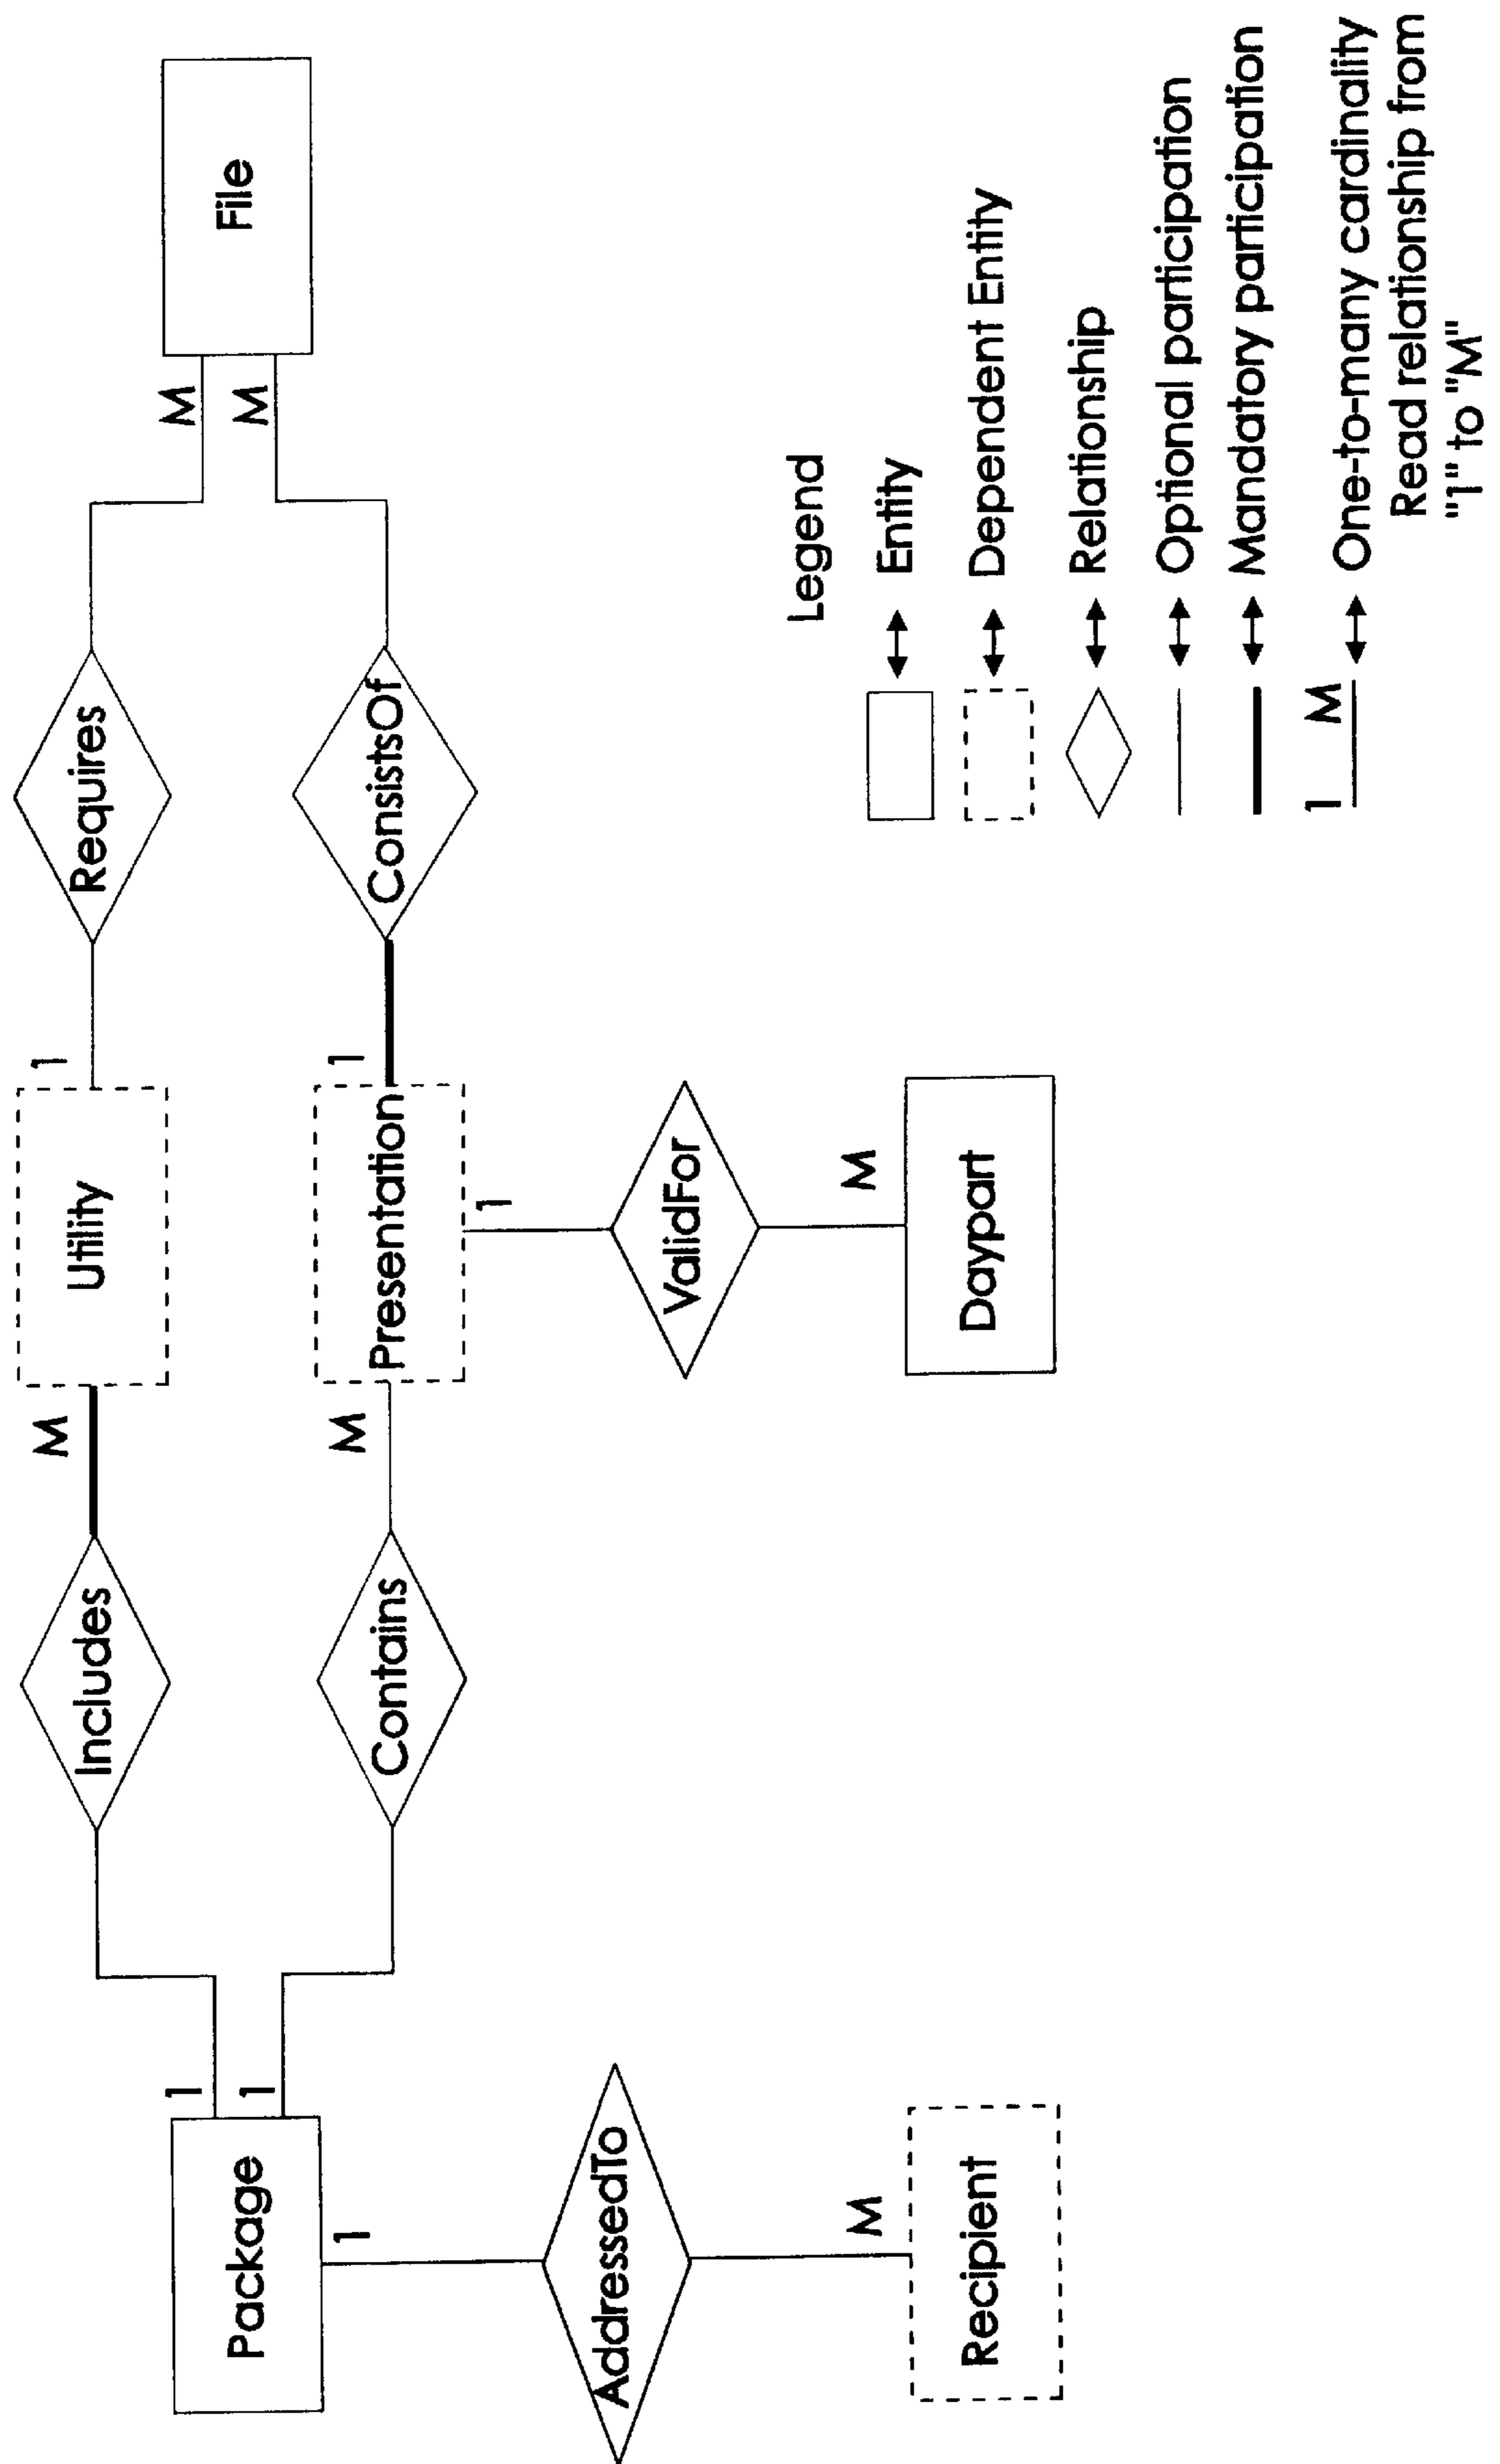 Package
1
1
1
Includes
M
Utility
1
Requires
M
M
File
Contains
M
Presentation
1
ConsistsOf
1
AddressedTo
M
Recipient
ValidFor
M
Daypart
Legend
Entity
Dependent Entity
Relationship
Optional participation
Mandatory participation
1 M One-to-many cardinality
Read relationship from
"1" to "M"